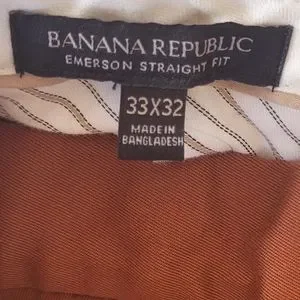 BANANA REPUBLIC
EMERSON STRAIGHT FIT
33X32
MADE IN
BANGLADESH